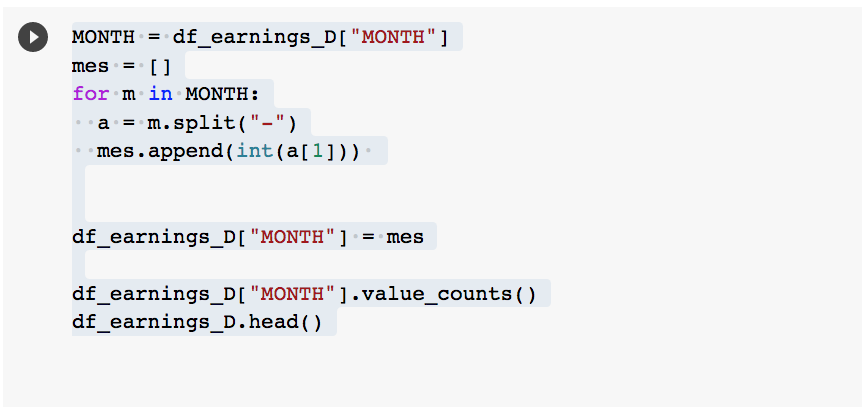 MONTH = df_earnings_D["MONTH"]
mes = []
for m in MONTH:
  a = m.split("-")
  mes.append(int(a[1]))
df_earnings_D["MONTH"] = mes
df_earnings_D["MONTH"].value_counts()
df_earnings_D.head()